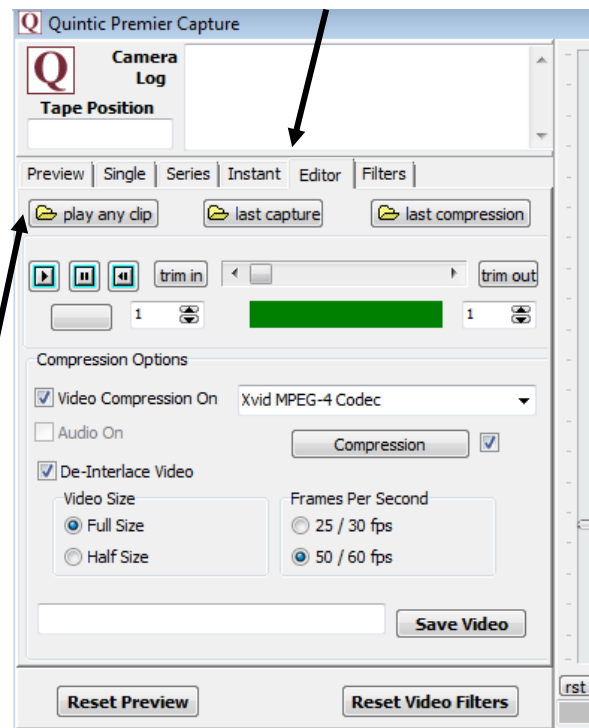 Q Quintic Premier Capture
Q
Camera
Log
Tape Position
Preview Single Series Instant Editor Filters
play any clip last capture last compression
trim in trim out
1 1
Compression Options
Video Compression On Xvid MPEG-4 Codec
Audio On
Compression
De-Interlace Video
Video Size Frames Per Second
Full Size 25 / 30 fps
Half Size 50 / 60 fps
Save Video
rst
Reset Preview Reset Video Filters